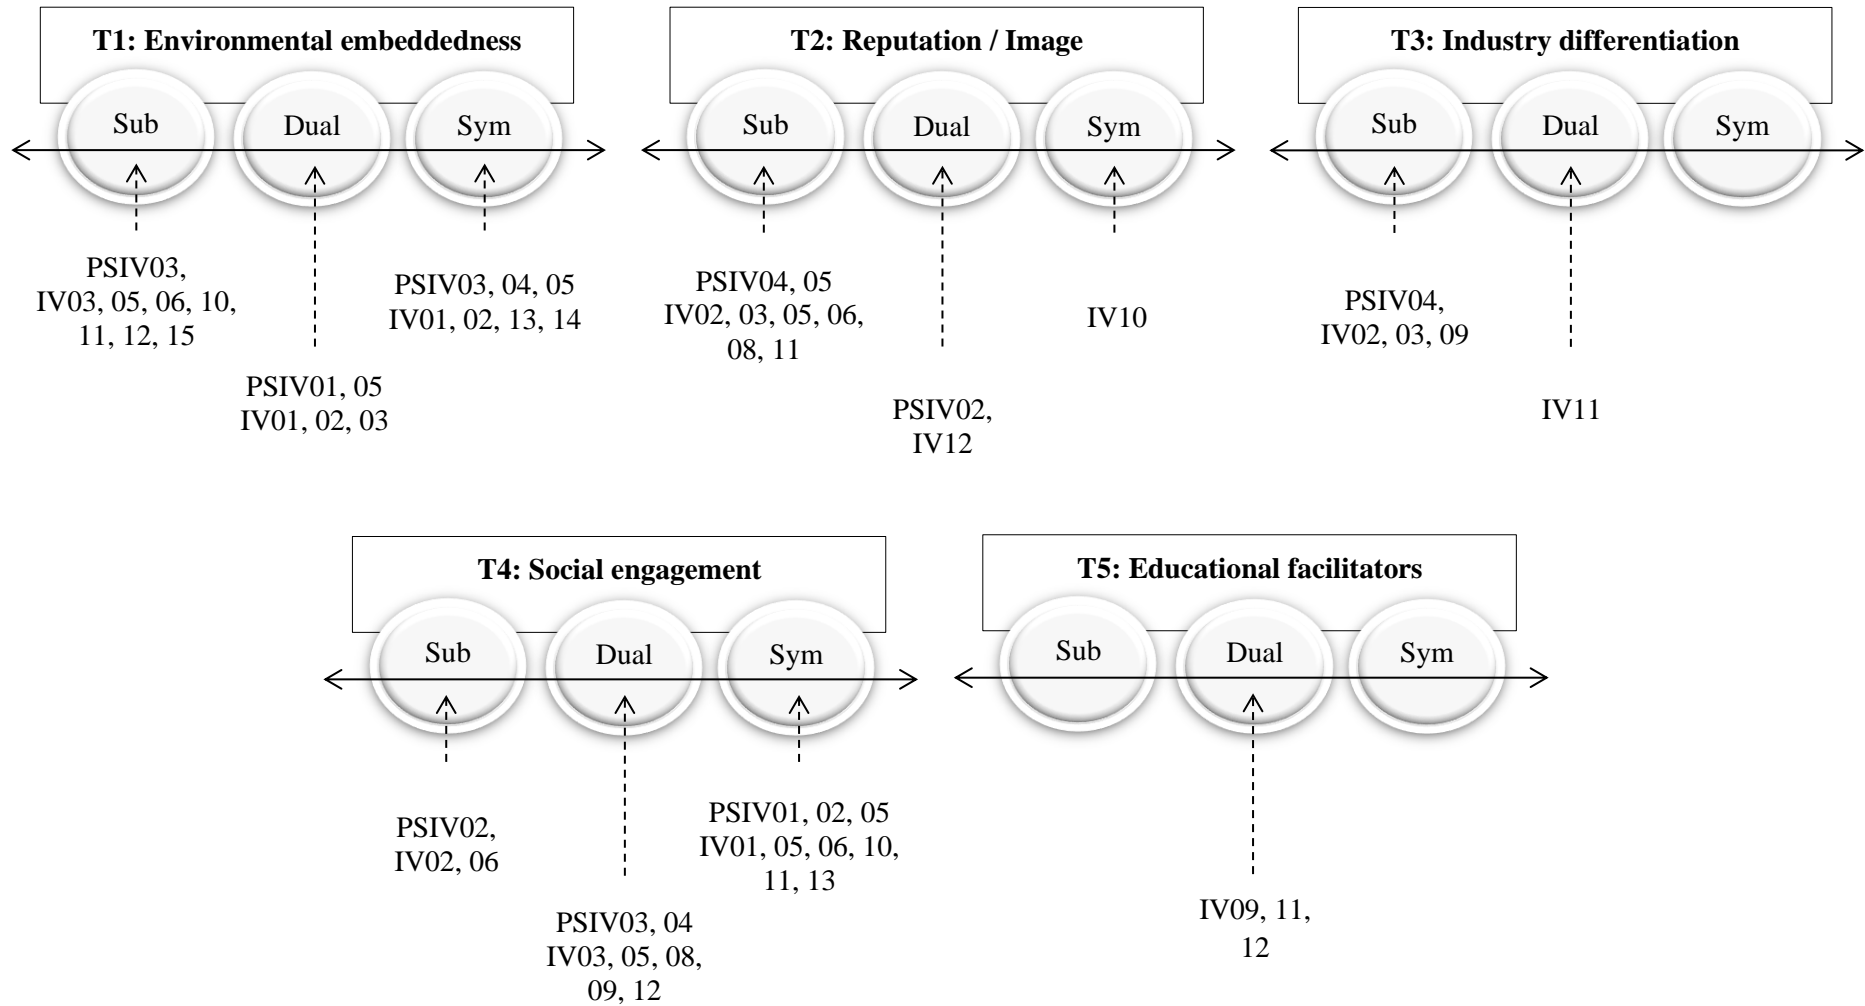 T1: Environmental embeddedness
Sub
Dual
Sym
PSIV03,
IV03, 05, 06, 10,
11, 12, 15
PSIV01, 05
IV01, 02, 03
PSIV03, 04, 05
IV01, 02, 13, 14
T2: Reputation / Image
Sub
Dual
Sym
PSIV04, 05
IV02, 03, 05, 06,
08, 11
PSIV02,
IV12
IV10
T3: Industry differentiation
Sub
Dual
Sym
PSIV04,
IV02, 03, 09
IV11
T4: Social engagement
Sub
Dual
Sym
PSIV02,
IV02, 06
PSIV03, 04
IV03, 05, 08,
09, 12
PSIV01, 02, 05
IV01, 05, 06, 10,
11, 13
T5: Educational facilitators
Sub
Dual
Sym
IV09, 11,
12